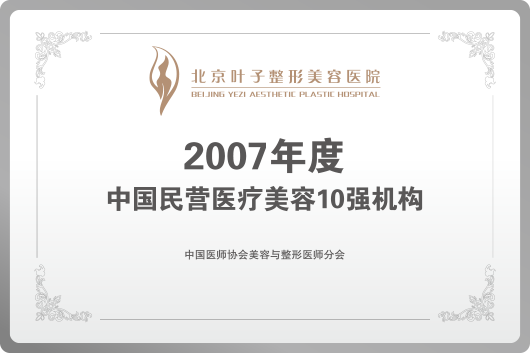 北京叶子整形美容医院
BEIJING YEZI AESTHETIC PLASTIC HOSPITAL
2007年度
中国民营医疗美容10强机构
中国医师协会美容与整形医师分会